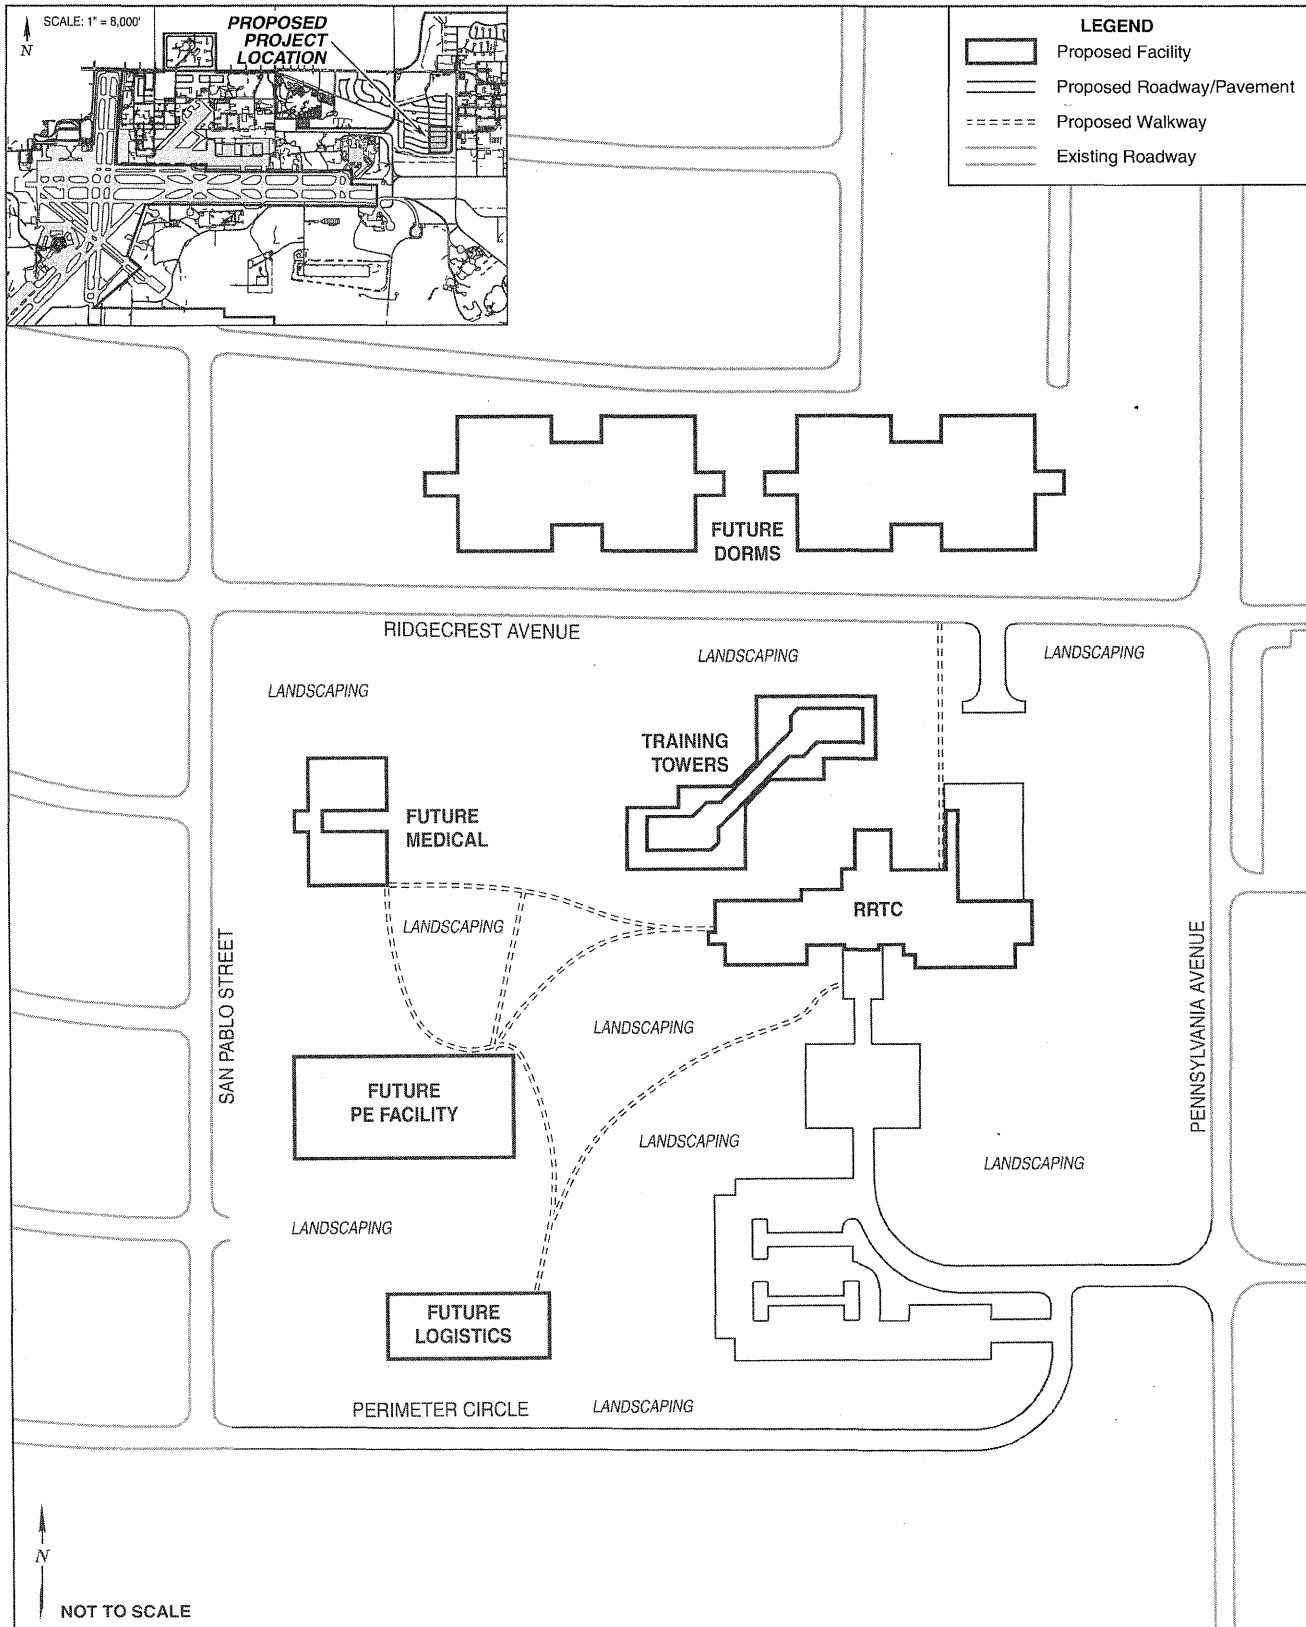 SCALE: 1" = 8,000'
N
PROPOSED
PROJECT
LOCATION
LEGEND
Proposed Facility
Proposed Roadway/Pavement
Proposed Walkway
Existing Roadway
FUTURE
DORMS
RIDGECREST AVENUE
LANDSCAPING
LANDSCAPING
LANDSCAPING
TRAINING
TOWERS
FUTURE
MEDICAL
RRTC
LANDSCAPING
SAN PABLO STREET
PENNSYLVANIA AVENUE
LANDSCAPING
FUTURE
PE FACILITY
LANDSCAPING
LANDSCAPING
LANDSCAPING
FUTURE
LOGISTICS
PERIMETER CIRCLE
LANDSCAPING
N
NOT TO SCALE